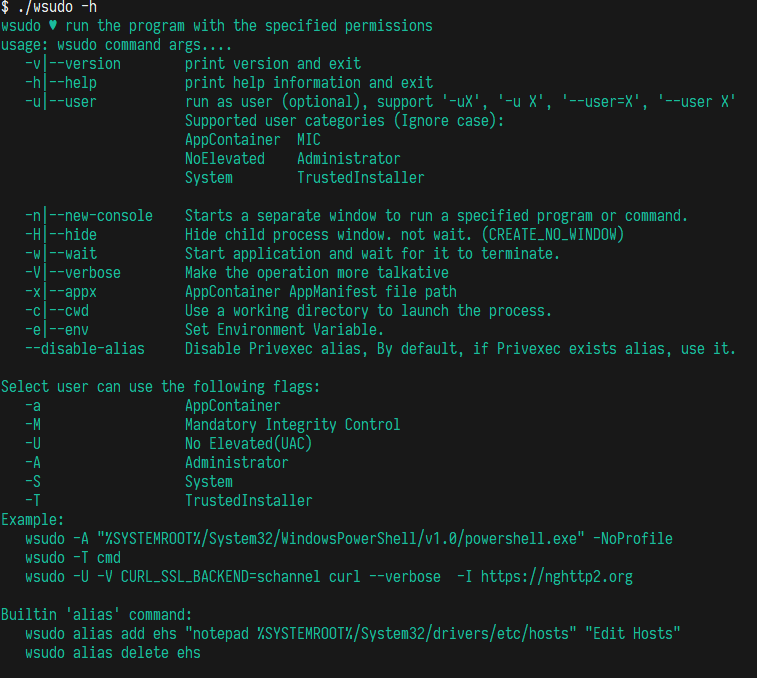 $ ./wsudo -h
wsudo ♥ run the program with the specified permissions
usage: wsudo command args....
   -v|--version        print version and exit
   -h|--help           print help information and exit
   -u|--user           run as user (optional), support '-uX', '-u X', '--user=X', '--user X'
                       Supported user categories (Ignore case):
                       AppContainer  MIC
                       NoElevated    Administrator
                       System        TrustedInstaller

   -n|--new-console    Starts a separate window to run a specified program or command.
   -H|--hide           Hide child process window. not wait. (CREATE_NO_WINDOW)
   -w|--wait           Start application and wait for it to terminate.
   -V|--verbose        Make the operation more talkative
   -x|--appx           AppContainer AppManifest file path
   -c|--cwd            Use a working directory to launch the process.
   -e|--env            Set Environment Variable.
   --disable-alias     Disable Privexec alias, By default, if Privexec exists alias, use it.

Select user can use the following flags:
   -a                  AppContainer
   -M                  Mandatory Integrity Control
   -U                  No Elevated(UAC)
   -A                  Administrator
   -S                  System
   -T                  TrustedInstaller
Example:
   wsudo -A "%SYSTEMROOT%/System32/WindowsPowerShell/v1.0/powershell.exe" -NoProfile
   wsudo -T cmd
   wsudo -U -V CURL_SSL_BACKEND=schannel curl --verbose  -I https://nghttp2.org

Builtin 'alias' command:
   wsudo alias add ehs "notepad %SYSTEMROOT%/System32/drivers/etc/hosts" "Edit Hosts"
   wsudo alias delete ehs